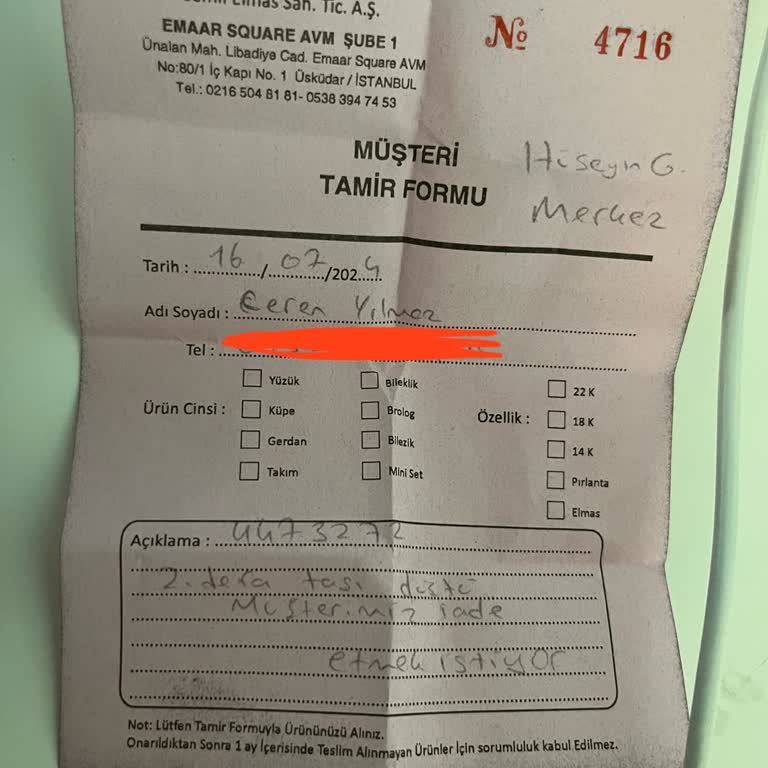 Elmas San. Tic. A.Ş.
EMAAR SQUARE AVM ŞUBE 1
Ünalan Mah. Libadiye Cad. Emaar Square AVM
No:80/1 İç Kapı No. 1 Üsküdar / İSTANBUL
Tel.: 0216 504 81 81- 0538 394 74 53
№ 4716
MÜŞTERİ
TAMİR FORMU
Hüseyin G.
Merkez
Tarih : 16/07/2024
Adı Soyadı : Ceren Yılmaz
Tel :
Ürün Cinsi :
Yüzük
Küpe
Gerdan
Takım
Bileklik
Brolog
Bilezik
Mini Set
Özellik :
22 K
18 K
14 K
Pırlanta
Elmas
Açıklama : 4473272
2. defa taşı düştü
Müşterimiz iade
etmek istiyor
Not: Lütfen Tamir Formuyla Ürününüzü Alınız.
Onarıldıktan Sonra 1 ay İçerisinde Teslim Alınmayan Ürünler İçin sorumluluk kabul Edilmez.